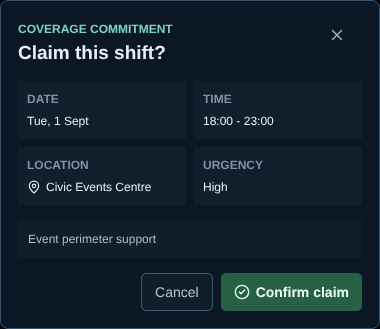 COVERAGE COMMITMENT
Claim this shift?
DATE
Tue, 1 Sept
TIME
18:00 - 23:00
LOCATION
Civic Events Centre
URGENCY
High
Event perimeter support
Cancel
Confirm claim